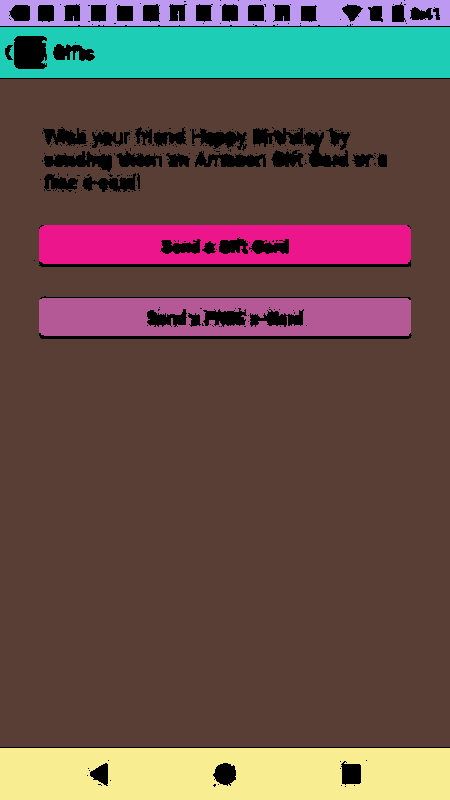 Gifts
Wish your friend Happy Birthday by
sending them an Amazon Gift Card or a
free e-card!
Send a Gift Card
Send a FREE e-Card